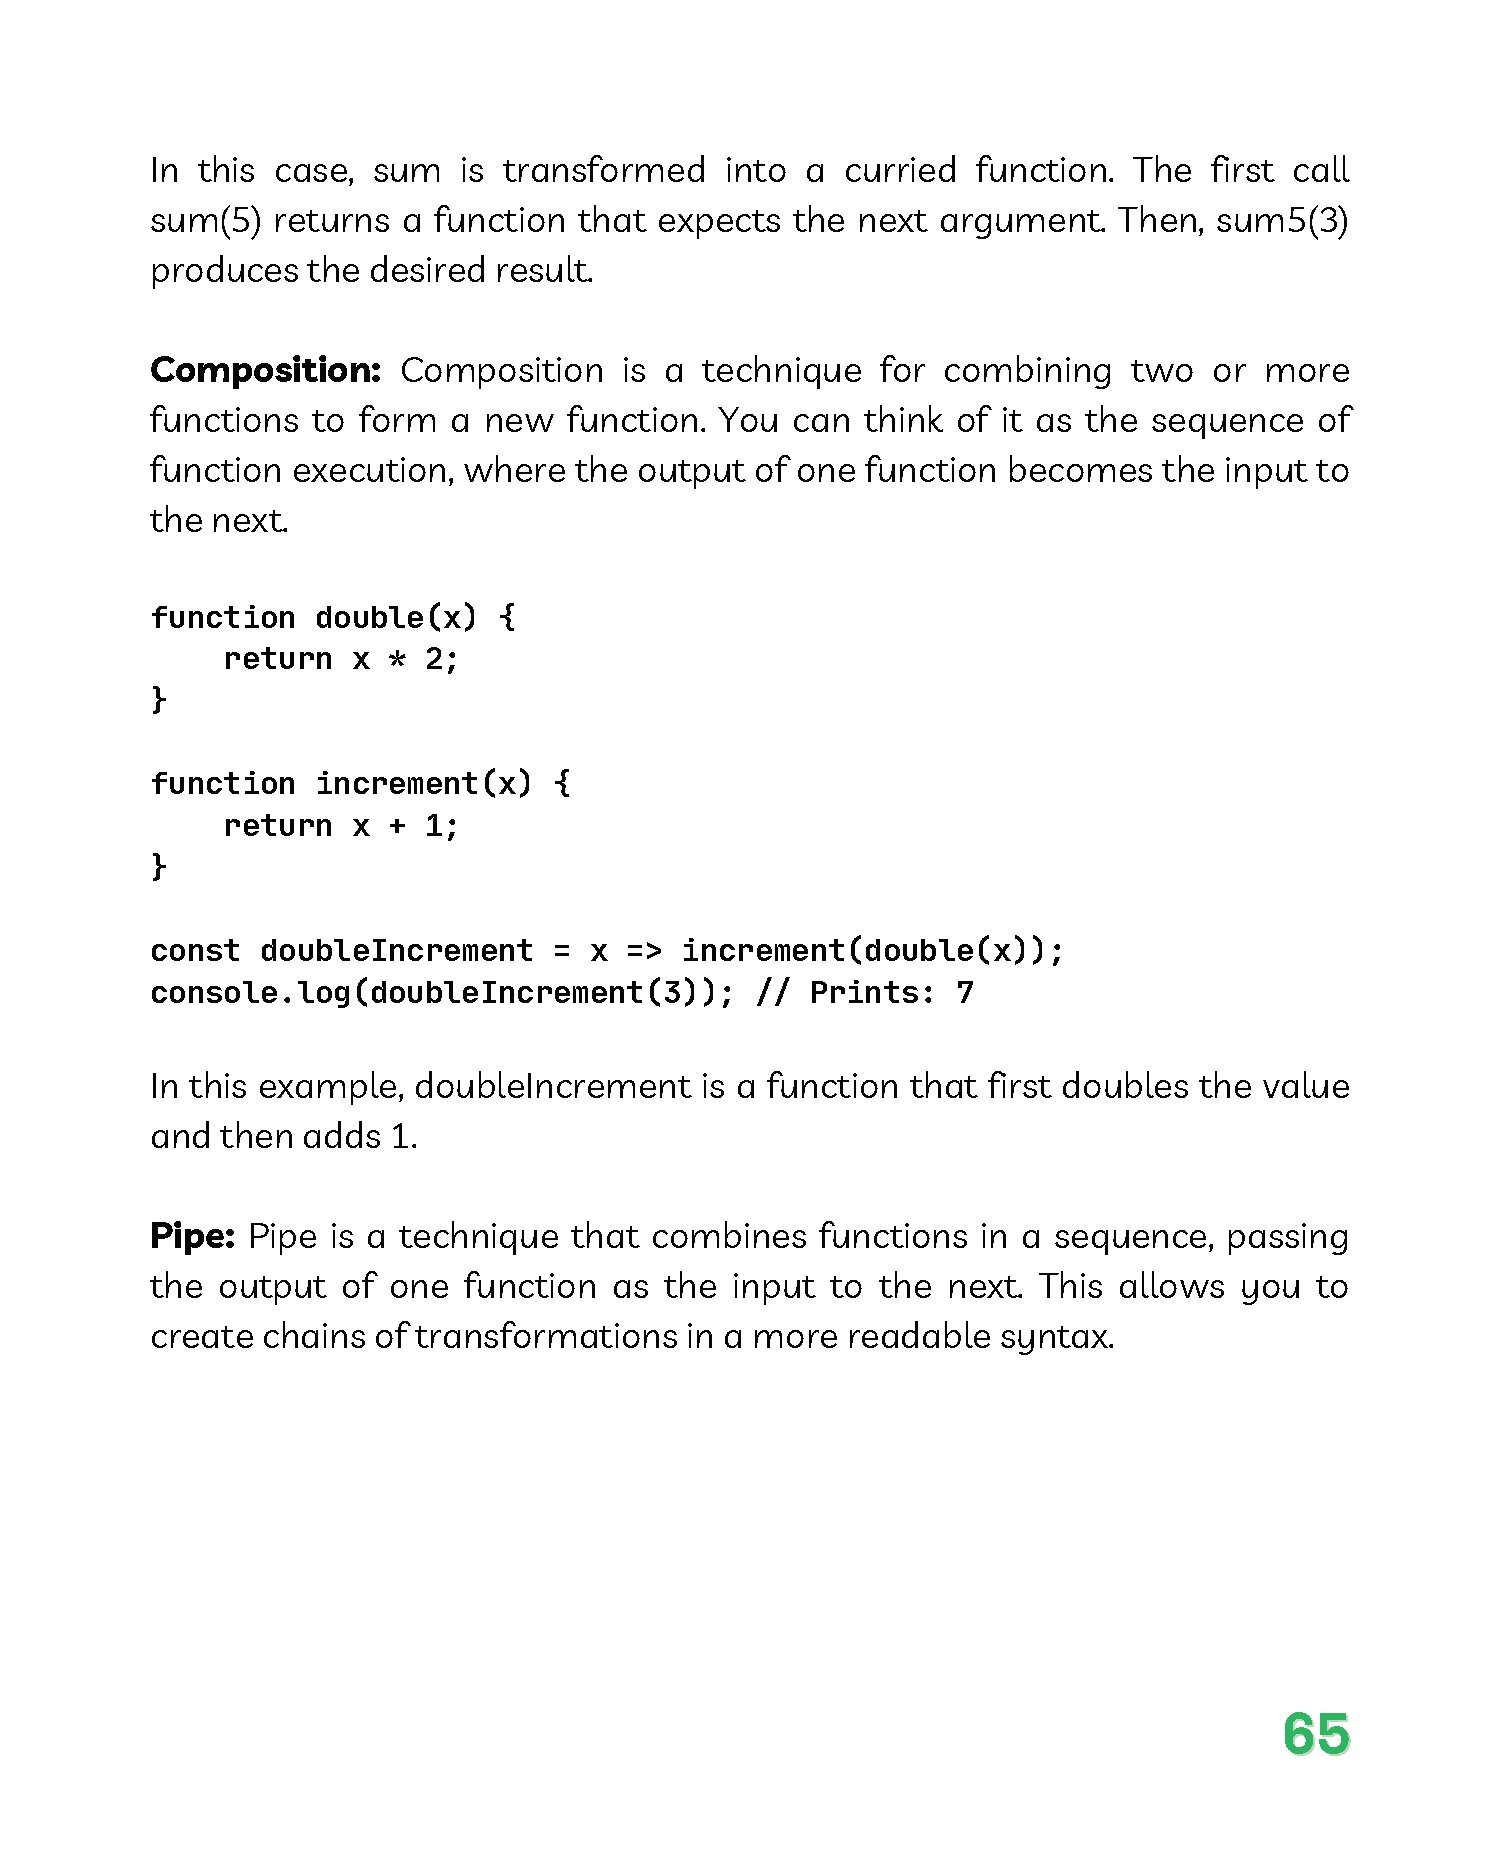 In this case, sum is transformed into a curried function. The first call
sum(5) returns a function that expects the next argument. Then, sum5(3)
produces the desired result.
Composition: Composition is a technique for combining two or more
functions to form a new function. You can think of it as the sequence of
function execution, where the output of one function becomes the input to
the next.
function double(x) {
    return x * 2;
}
function increment(x) {
    return x + 1;
}
const doubleIncrement = x => increment(double(x));
console.log(doubleIncrement(3)); // Prints: 7
In this example, doubleIncrement is a function that first doubles the value
and then adds 1.
Pipe: Pipe is a technique that combines functions in a sequence, passing
the output of one function as the input to the next. This allows you to
create chains of transformations in a more readable syntax.
65